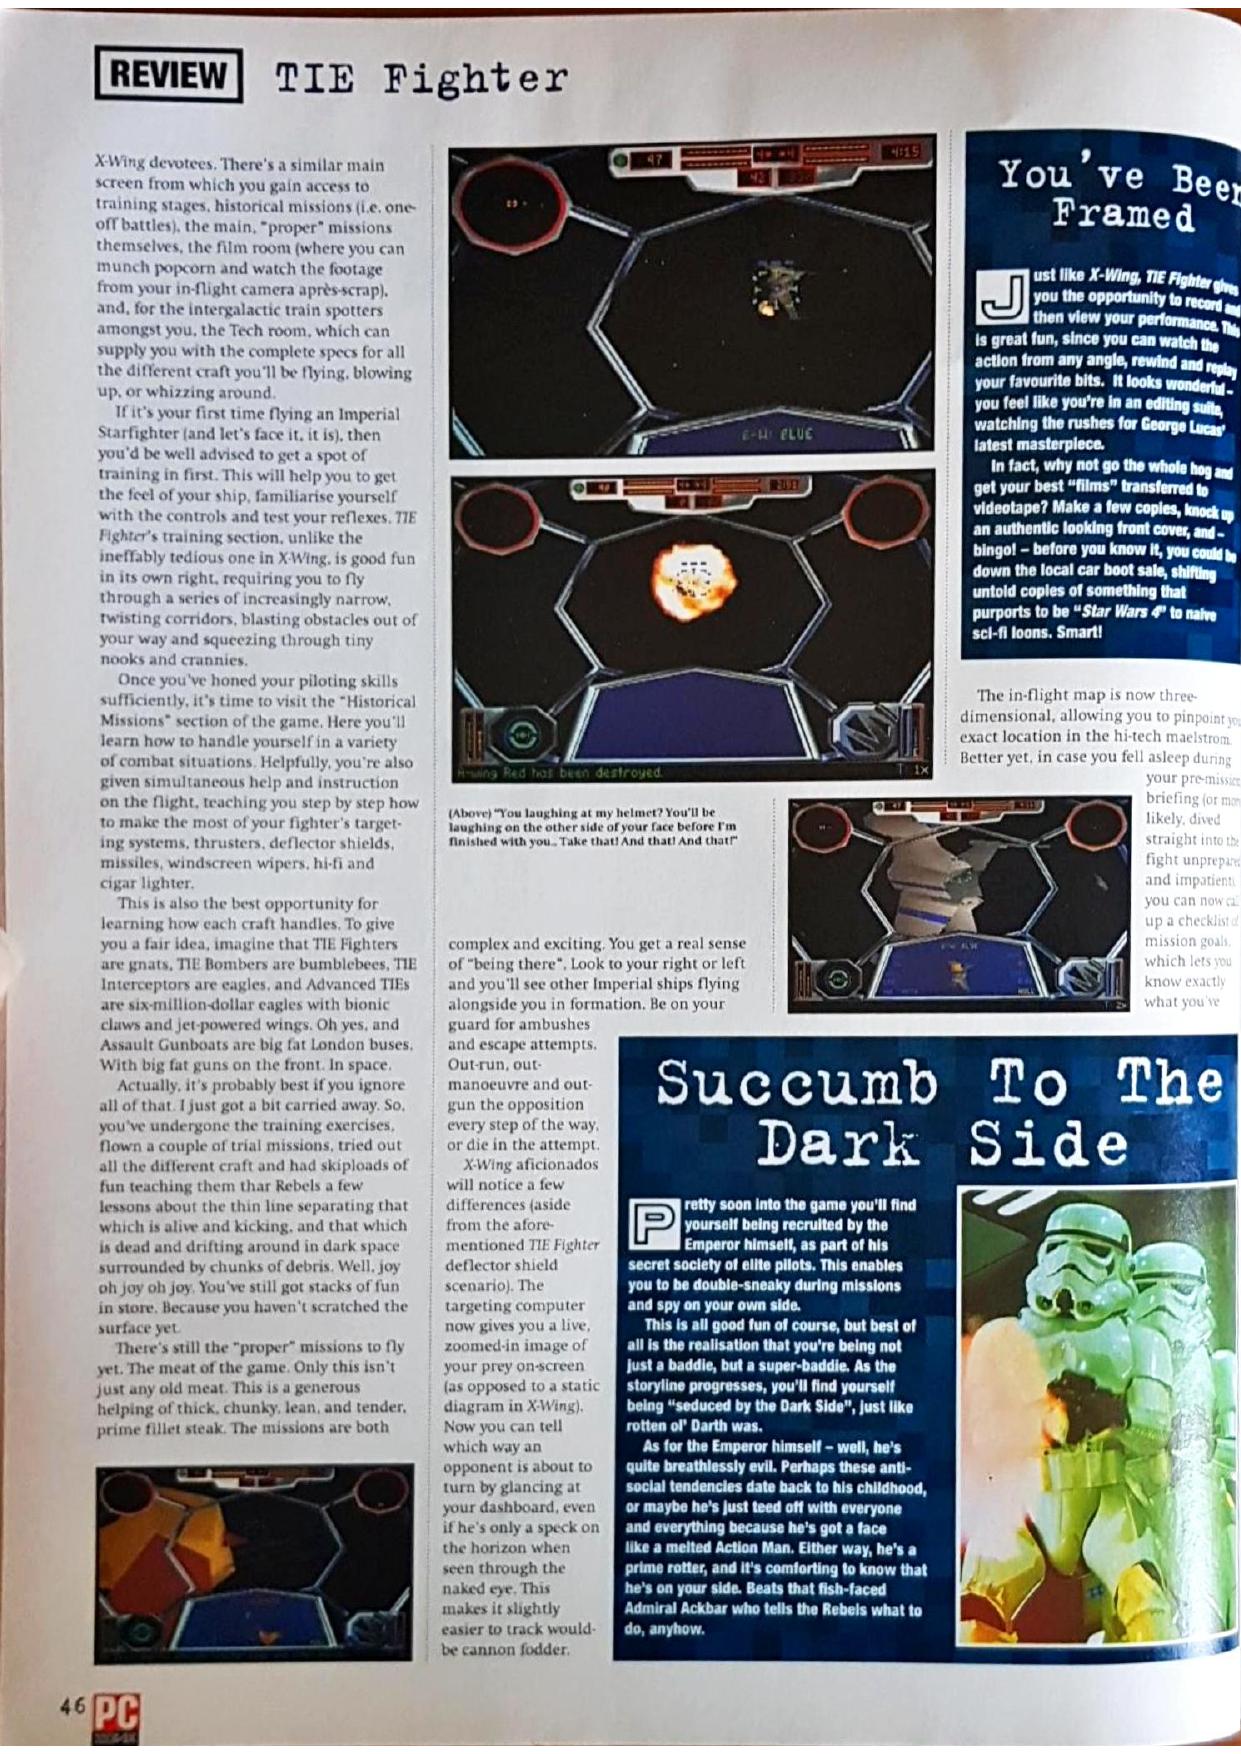 REVIEW TIE Fighter
X-Wing devotees. There's a similar main
screen from which you gain access to
training stages, historical missions (i.e. one-
off battles), the main, "proper" missions
themselves, the film room (where you can
munch popcorn and watch the footage
from your in-flight camera après-scrap),
and, for the intergalactic train spotters
amongst you, the Tech room, which can
supply you with the complete specs for all
the different craft you'll be flying, blowing
up, or whizzing around.
If it's your first time flying an Imperial
Starfighter (and let's face it, it is), then
you'd be well advised to get a spot of
training in first. This will help you to get
the feel of your ship, familiarise yourself
with the controls and test your reflexes. TIE
Fighter's training section, unlike the
ineffably tedious one in X-Wing, is good fun
in its own right, requiring you to fly
through a series of increasingly narrow,
twisting corridors, blasting obstacles out of
your way and squeezing through tiny
nooks and crannies.
Once you've honed your piloting skills
sufficiently, it's time to visit the "Historical
Missions" section of the game. Here you'll
learn how to handle yourself in a variety
of combat situations. Helpfully, you're also
given simultaneous help and instruction
on the flight, teaching you step by step how
to make the most of your fighter's target-
ing systems, thrusters, deflector shields,
missiles, windscreen wipers, hi-fi and
cigar lighter.
This is also the best opportunity for
learning how each craft handles. To give
you a fair idea, imagine that TIE Fighters
are gnats, TIE Bombers are bumblebees, TIE
Interceptors are eagles, and Advanced TIEs
are six-million-dollar eagles with bionic
claws and jet-powered wings. Oh yes, and
Assault Gunboats are big fat London buses.
With big fat guns on the front. In space.
Actually, it's probably best if you ignore
all of that. I just got a bit carried away. So,
you've undergone the training exercises,
flown a couple of trial missions, tried out
all the different craft and had skiploads of
fun teaching them thar Rebels a few
lessons about the thin line separating that
which is alive and kicking, and that which
is dead and drifting around in dark space
surrounded by chunks of debris. Well, joy
oh joy oh joy. You've still got stacks of fun
in store. Because you haven't scratched the
surface yet.
There's still the "proper" missions to fly
yet. The meat of the game. Only this isn't
just any old meat. This is a generous
helping of thick, chunky, lean, and tender,
prime fillet steak. The missions are both
47
4:15
42
E-W: BLUE
A-wing Red has been destroyed.
T: 1x
(Above) "You laughing at my helmet? You'll be
laughing on the other side of your face before I'm
finished with you.. Take that! And that! And that!"
complex and exciting. You get a real sense
of "being there". Look to your right or left
and you'll see other Imperial ships flying
alongside you in formation. Be on your
guard for ambushes
and escape attempts.
Out-run, out-
manoeuvre and out-
gun the opposition
every step of the way,
or die in the attempt.
X-Wing aficionados
will notice a few
differences (aside
from the afore-
mentioned TIE Fighter
deflector shield
scenario). The
targeting computer
now gives you a live,
zoomed-in image of
your prey on-screen
(as opposed to a static
diagram in X-Wing).
Now you can tell
which way an
opponent is about to
turn by glancing at
your dashboard, even
if he's only a speck on
the horizon when
seen through the
naked eye. This
makes it slightly
easier to track would-
be cannon fodder.
You've Been
Framed
Just like X-Wing, TIE Fighter gives
you the opportunity to record and
then view your performance. This
is great fun, since you can watch the
action from any angle, rewind and replay
your favourite bits. It looks wonderful –
you feel like you're in an editing suite,
watching the rushes for George Lucas'
latest masterpiece.
In fact, why not go the whole hog and
get your best "films" transferred to
videotape? Make a few copies, knock up
an authentic looking front cover, and –
bingo! – before you know it, you could be
down the local car boot sale, shifting
untold copies of something that
purports to be "Star Wars 4" to naive
sci-fi loons. Smart!
The in-flight map is now three-
dimensional, allowing you to pinpoint
exact location in the hi-tech maelstrom.
Better yet, in case you fell asleep during
your pre-mission
briefing (or more
likely, dived
straight into the
fight unprepared
and impatient),
you can now call
up a checklist of
mission goals,
which lets you
know exactly
what you've
Succumb To The
Dark Side
Pretty soon into the game you'll find
yourself being recruited by the
Emperor himself, as part of his
secret society of elite pilots. This enables
you to be double-sneaky during missions
and spy on your own side.
This is all good fun of course, but best of
all is the realisation that you're being not
just a baddie, but a super-baddie. As the
storyline progresses, you'll find yourself
being "seduced by the Dark Side", just like
rotten ol' Darth was.
As for the Emperor himself – well, he's
quite breathlessly evil. Perhaps these anti-
social tendencies date back to his childhood,
or maybe he's just teed off with everyone
and everything because he's got a face
like a melted Action Man. Either way, he's a
prime rotter, and it's comforting to know that
he's on your side. Beats that fish-faced
Admiral Ackbar who tells the Rebels what to
do, anyhow.
46 PC